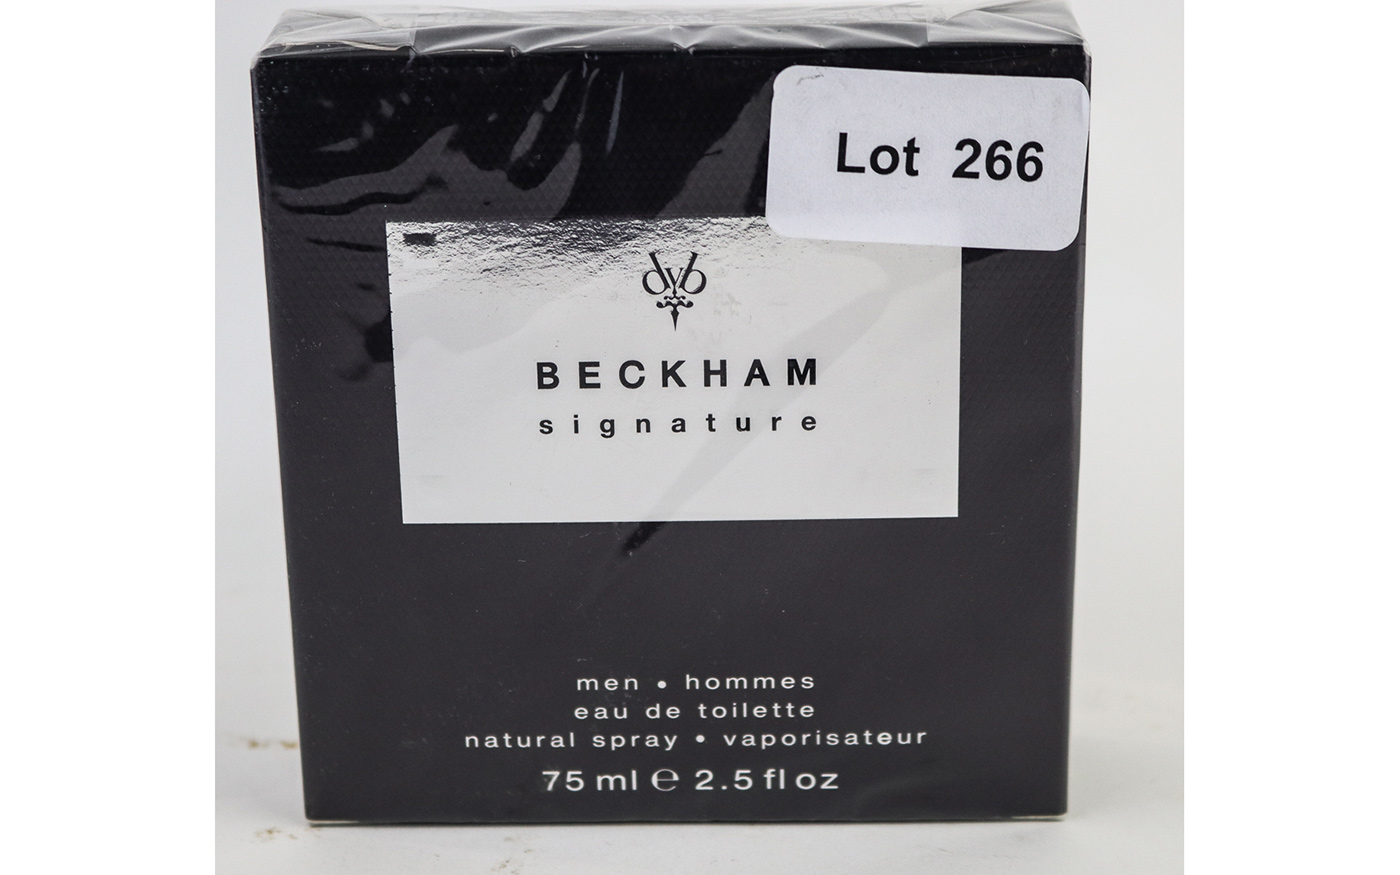 Lot 266
dvb
BECKHAM
signature
men • hommes
eau de toilette
natural spray • vaporisateur
75 ml ℮ 2.5 fl oz